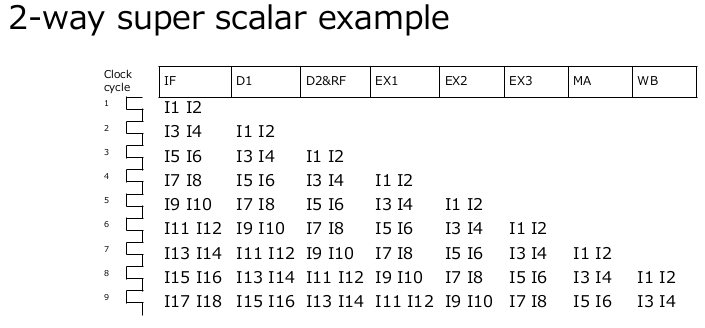 2-way super scalar example
Clock cycle IF D1 D2&RF EX1 EX2 EX3 MA WB
1 I1 I2
2 I3 I4 I1 I2
3 I5 I6 I3 I4 I1 I2
4 I7 I8 I5 I6 I3 I4 I1 I2
5 I9 I10 I7 I8 I5 I6 I3 I4 I1 I2
6 I11 I12 I9 I10 I7 I8 I5 I6 I3 I4 I1 I2
7 I13 I14 I11 I12 I9 I10 I7 I8 I5 I6 I3 I4 I1 I2
8 I15 I16 I13 I14 I11 I12 I9 I10 I7 I8 I5 I6 I3 I4 I1 I2
9 I17 I18 I15 I16 I13 I14 I11 I12 I9 I10 I7 I8 I5 I6 I3 I4